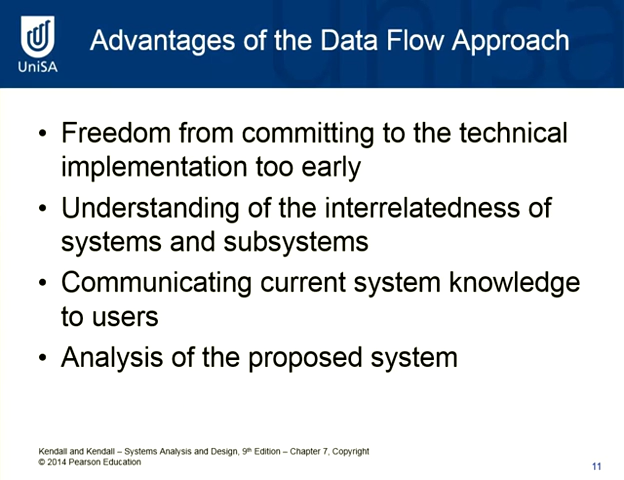 UniSA
Advantages of the Data Flow Approach
• Freedom from committing to the technical
implementation too early
• Understanding of the interrelatedness of
systems and subsystems
• Communicating current system knowledge
to users
• Analysis of the proposed system
Kendall and Kendall – Systems Analysis and Design, 9th Edition – Chapter 7, Copyright
© 2014 Pearson Education
11